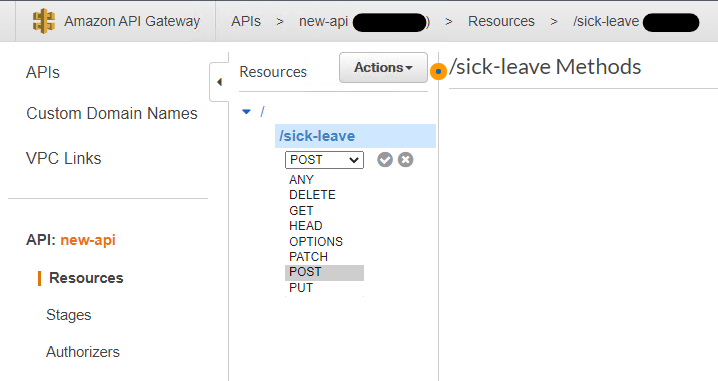 Amazon API Gateway APIs > new-api ) > Resources > /sick-leave
APIs
Custom Domain Names
VPC Links
API: new-api
Resources
Stages
Authorizers
Resources Actions
/
/sick-leave
POST
ANY
DELETE
GET
HEAD
OPTIONS
PATCH
POST
PUT
/sick-leave Methods